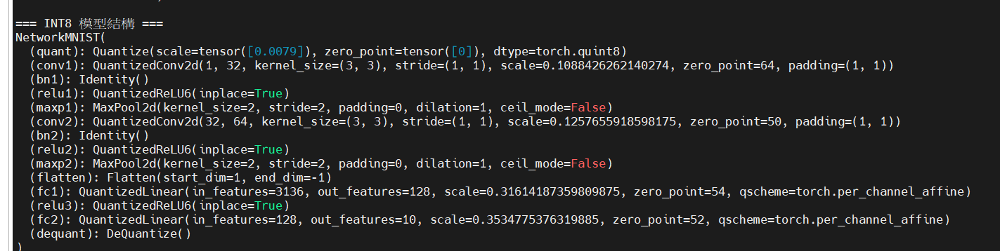 === INT8 模型結構 ===
NetworkMNIST(
  (quant): Quantize(scale=tensor([0.0079]), zero_point=tensor([0]), dtype=torch.quint8)
  (conv1): QuantizedConv2d(1, 32, kernel_size=(3, 3), stride=(1, 1), scale=0.1088426262140274, zero_point=64, padding=(1, 1))
  (bn1): Identity()
  (relu1): QuantizedReLU6(inplace=True)
  (maxp1): MaxPool2d(kernel_size=2, stride=2, padding=0, dilation=1, ceil_mode=False)
  (conv2): QuantizedConv2d(32, 64, kernel_size=(3, 3), stride=(1, 1), scale=0.1257655918598175, zero_point=50, padding=(1, 1))
  (bn2): Identity()
  (relu2): QuantizedReLU6(inplace=True)
  (maxp2): MaxPool2d(kernel_size=2, stride=2, padding=0, dilation=1, ceil_mode=False)
  (flatten): Flatten(start_dim=1, end_dim=-1)
  (fc1): QuantizedLinear(in_features=3136, out_features=128, scale=0.31614187359809875, zero_point=54, qscheme=torch.per_channel_affine)
  (relu3): QuantizedReLU6(inplace=True)
  (fc2): QuantizedLinear(in_features=128, out_features=10, scale=0.3534775376319885, zero_point=52, qscheme=torch.per_channel_affine)
  (dequant): DeQuantize()
)